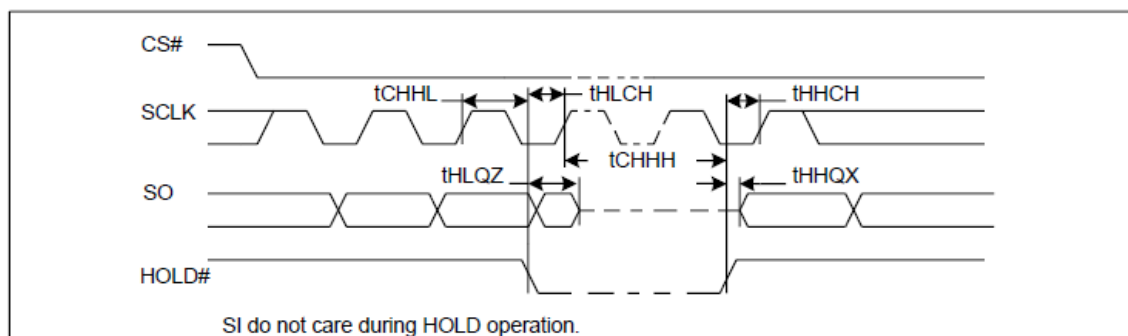 CS#
tCHHL tHLCH tHHCH
SCLK
tCHHH
tHLQZ tHHQX
SO
HOLD#
SI do not care during HOLD operation.